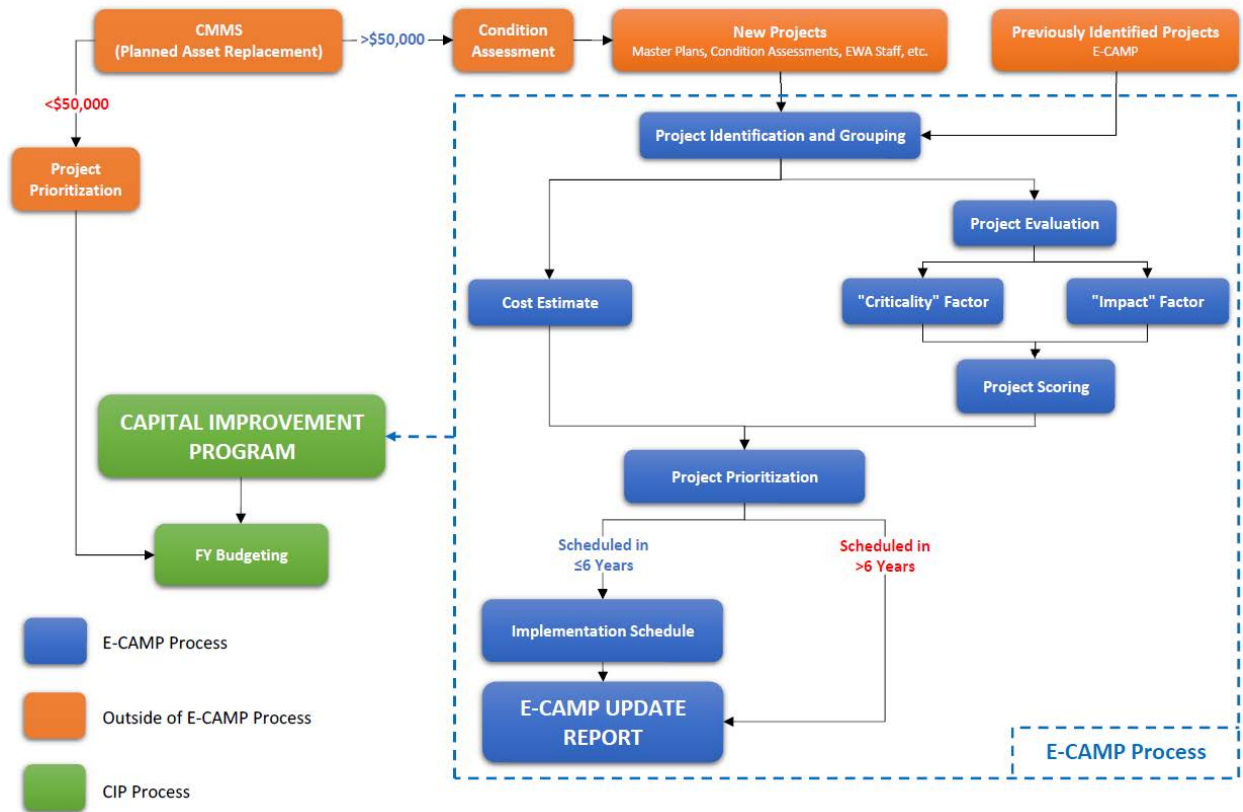 CMMS
(Planned Asset Replacement)
>$50,000
Condition
Assessment
New Projects
Master Plans, Condition Assessments, EWA Staff, etc.
Previously Identified Projects
E-CAMP
<$50,000
Project
Prioritization
Project Identification and Grouping
Project Evaluation
Cost Estimate
"Criticality" Factor
"Impact" Factor
Project Scoring
CAPITAL IMPROVEMENT
PROGRAM
Project Prioritization
FY Budgeting
Scheduled in
≤6 Years
Scheduled in
>6 Years
Implementation Schedule
E-CAMP UPDATE
REPORT
E-CAMP Process
E-CAMP Process
Outside of E-CAMP Process
CIP Process